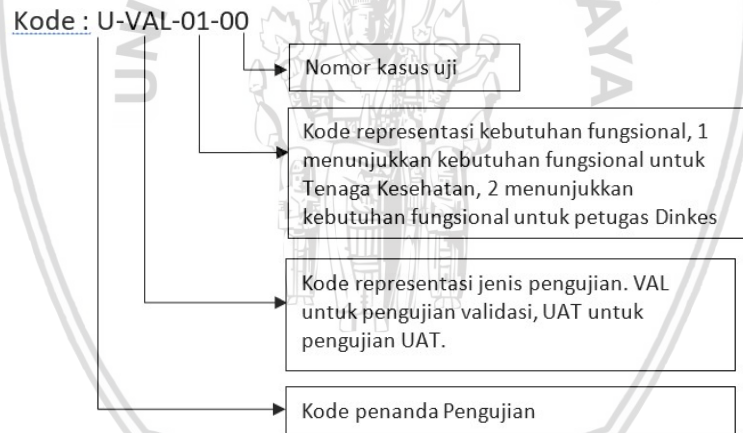 Kode : U-VAL-01-00
Nomor kasus uji
Kode representasi kebutuhan fungsional, 1
menunjukkan kebutuhan fungsional untuk
Tenaga Kesehatan, 2 menunjukkan
kebutuhan fungsional untuk petugas Dinkes
Kode representasi jenis pengujian. VAL
untuk pengujian validasi, UAT untuk
pengujian UAT.
Kode penanda Pengujian
UN
AYA